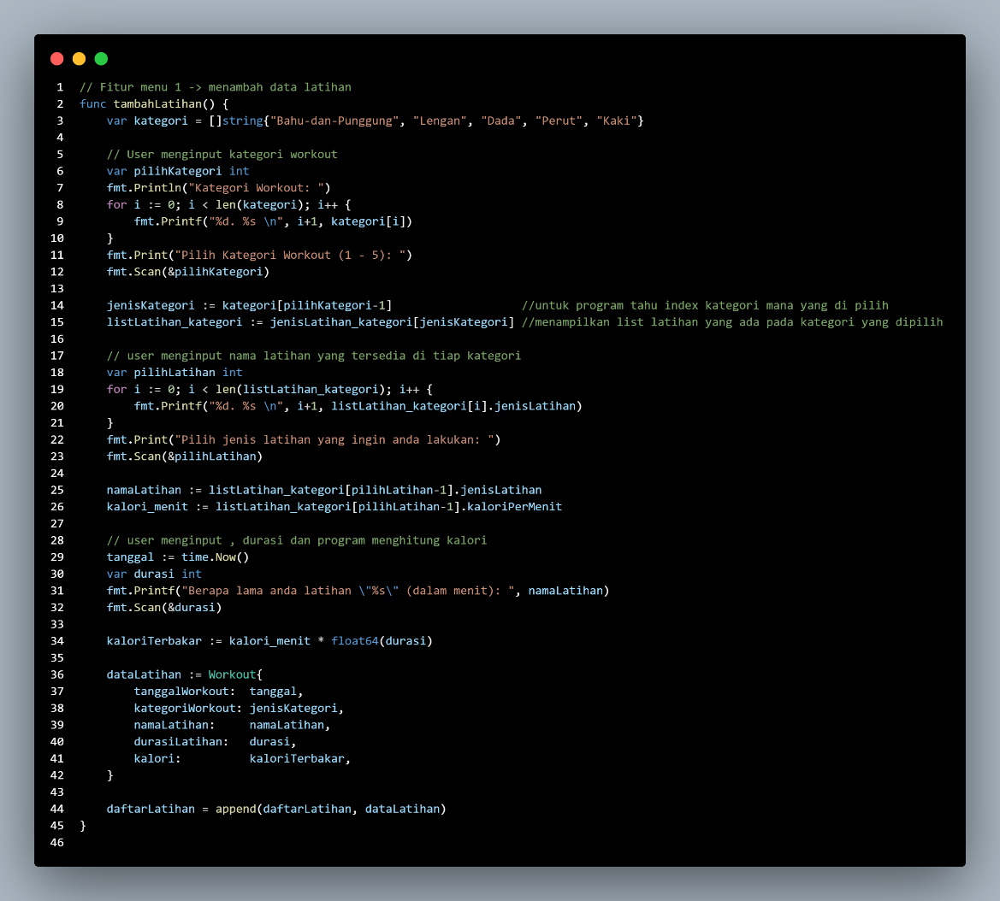 1 // Fitur menu 1 -> menambah data latihan
2 func tambahLatihan() {
3     var kategori = []string{"Bahu-dan-Punggung", "Lengan", "Dada", "Perut", "Kaki"}
4
5     // User menginput kategori workout
6     var pilihKategori int
7     fmt.Println("Kategori Workout: ")
8     for i := 0; i < len(kategori); i++ {
9         fmt.Printf("%d. %s \n", i+1, kategori[i])
10     }
11     fmt.Print("Pilih Kategori Workout (1 - 5): ")
12     fmt.Scan(&pilihKategori)
13
14     jenisKategori := kategori[pilihKategori-1]                   //untuk program tahu index kategori mana yang di pilih
15     listLatihan_kategori := jenisLatihan_kategori[jenisKategori] //menampilkan list latihan yang ada pada kategori yang dipilih
16
17     // user menginput nama latihan yang tersedia di tiap kategori
18     var pilihLatihan int
19     for i := 0; i < len(listLatihan_kategori); i++ {
20         fmt.Printf("%d. %s \n", i+1, listLatihan_kategori[i].jenisLatihan)
21     }
22     fmt.Print("Pilih jenis latihan yang ingin anda lakukan: ")
23     fmt.Scan(&pilihLatihan)
24
25     namaLatihan := listLatihan_kategori[pilihLatihan-1].jenisLatihan
26     kalori_menit := listLatihan_kategori[pilihLatihan-1].kaloriPerMenit
27
28     // user menginput , durasi dan program menghitung kalori
29     tanggal := time.Now()
30     var durasi int
31     fmt.Printf("Berapa lama anda latihan \"%s\" (dalam menit): ", namaLatihan)
32     fmt.Scan(&durasi)
33
34     kaloriTerbakar := kalori_menit * float64(durasi)
35
36     dataLatihan := Workout{
37         tanggalWorkout:  tanggal,
38         kategoriWorkout: jenisKategori,
39         namaLatihan:     namaLatihan,
40         durasiLatihan:   durasi,
41         kalori:          kaloriTerbakar,
42     }
43
44     daftarLatihan = append(daftarLatihan, dataLatihan)
45 }
46